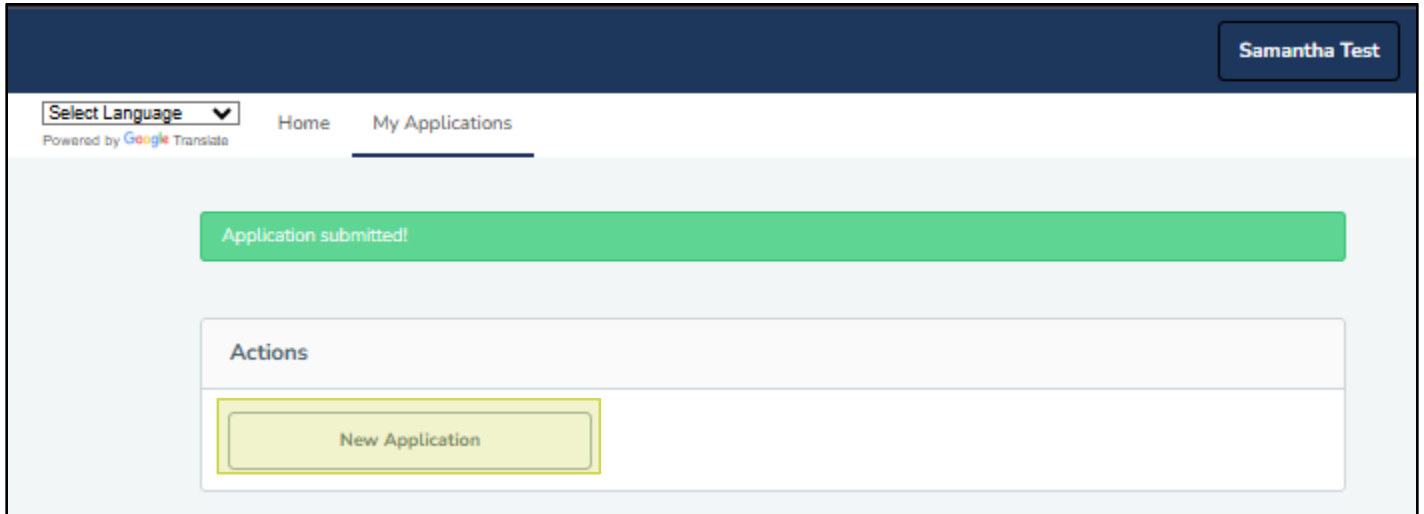 Samantha Test
Select Language
Powered by Google Translate
Home
My Applications
Application submitted!
Actions
New Application